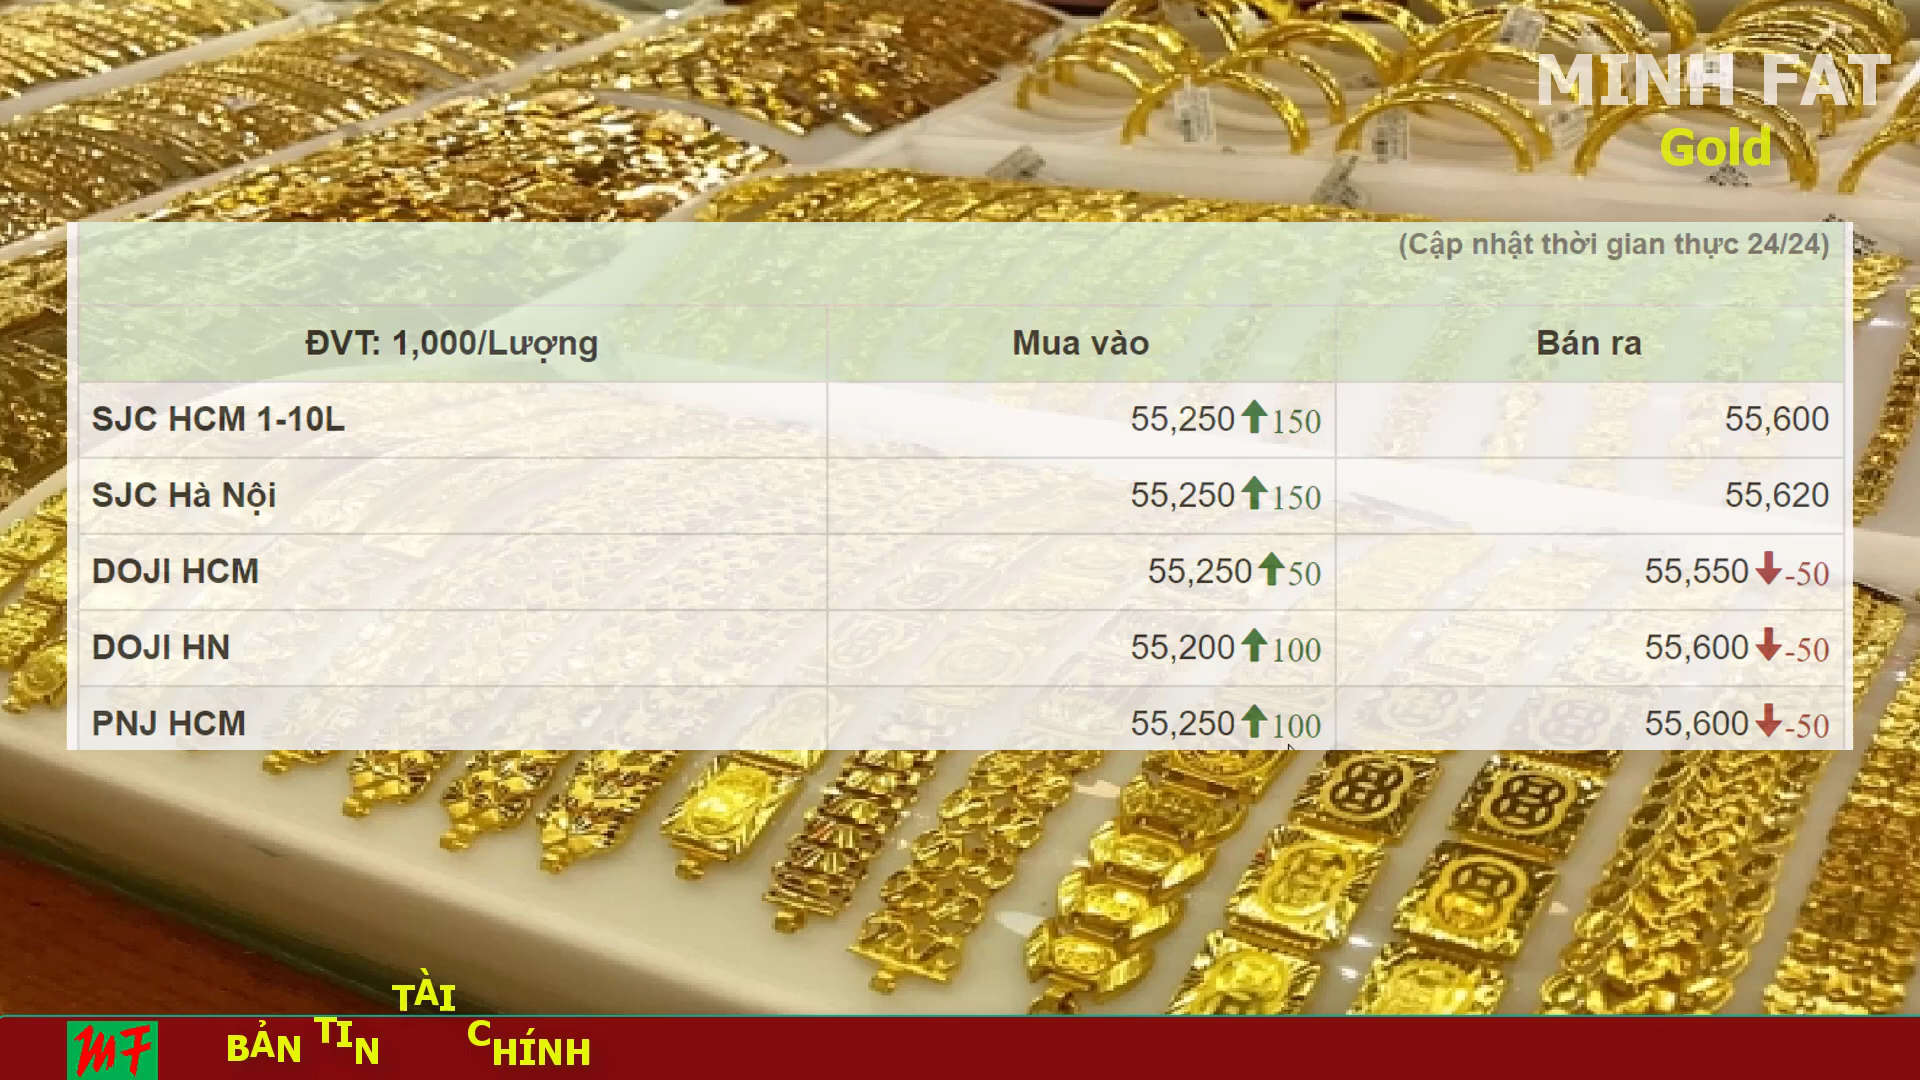 MINH FAT
Gold
(Cập nhật thời gian thực 24/24)
ĐVT: 1,000/Lượng Mua vào Bán ra
SJC HCM 1-10L 55,250 150 55,600
SJC Hà Nội 55,250 150 55,620
DOJI HCM 55,250 50 55,550 -50
DOJI HN 55,200 100 55,600 -50
PNJ HCM 55,250 100 55,600 -50
MF BẢN TIN TÀI CHÍNH